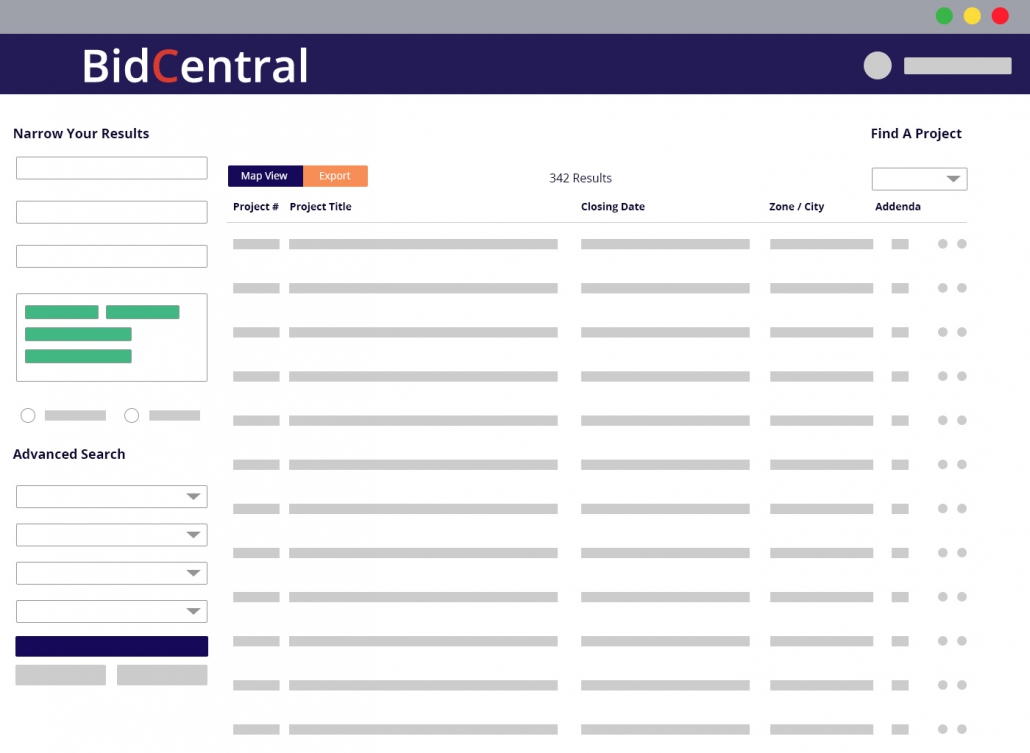 BidCentral
Narrow Your Results
Find A Project
Map View
Export
342 Results
Project # Project Title Closing Date Zone / City Addenda
Advanced Search